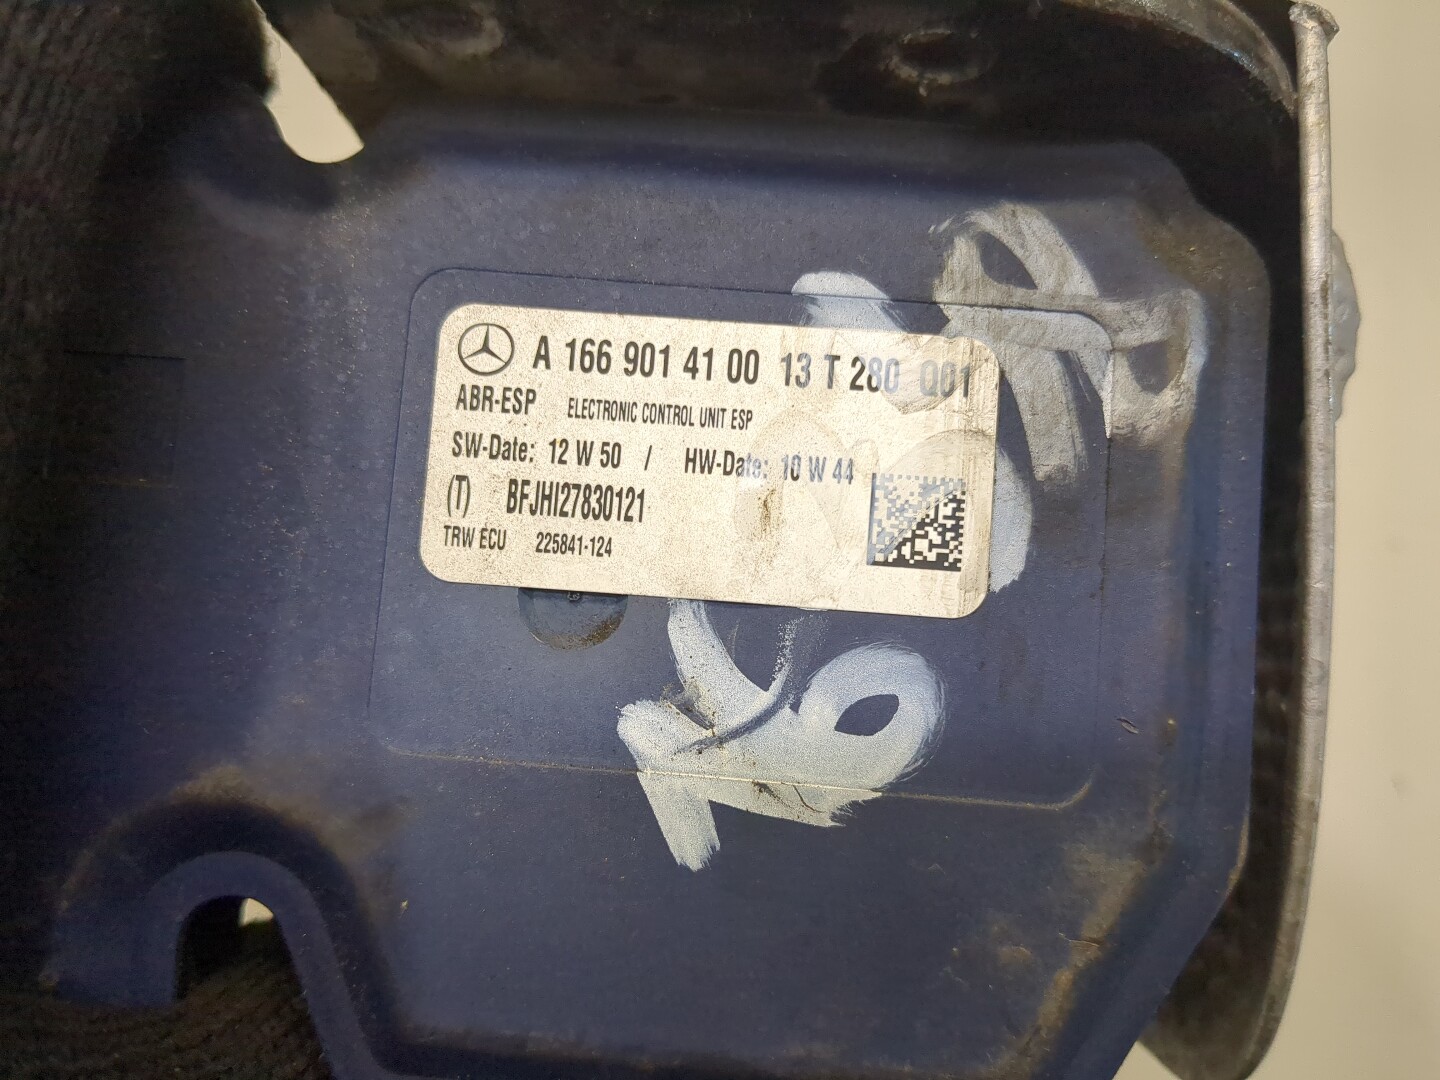 A 166 901 41 00 13 T 280 Q01
ABR-ESP ELECTRONIC CONTROL UNIT ESP
SW-Date: 12 W 50 / HW-Date: 10 W 44
(T) BFJHI27830121
TRW ECU 225841-124